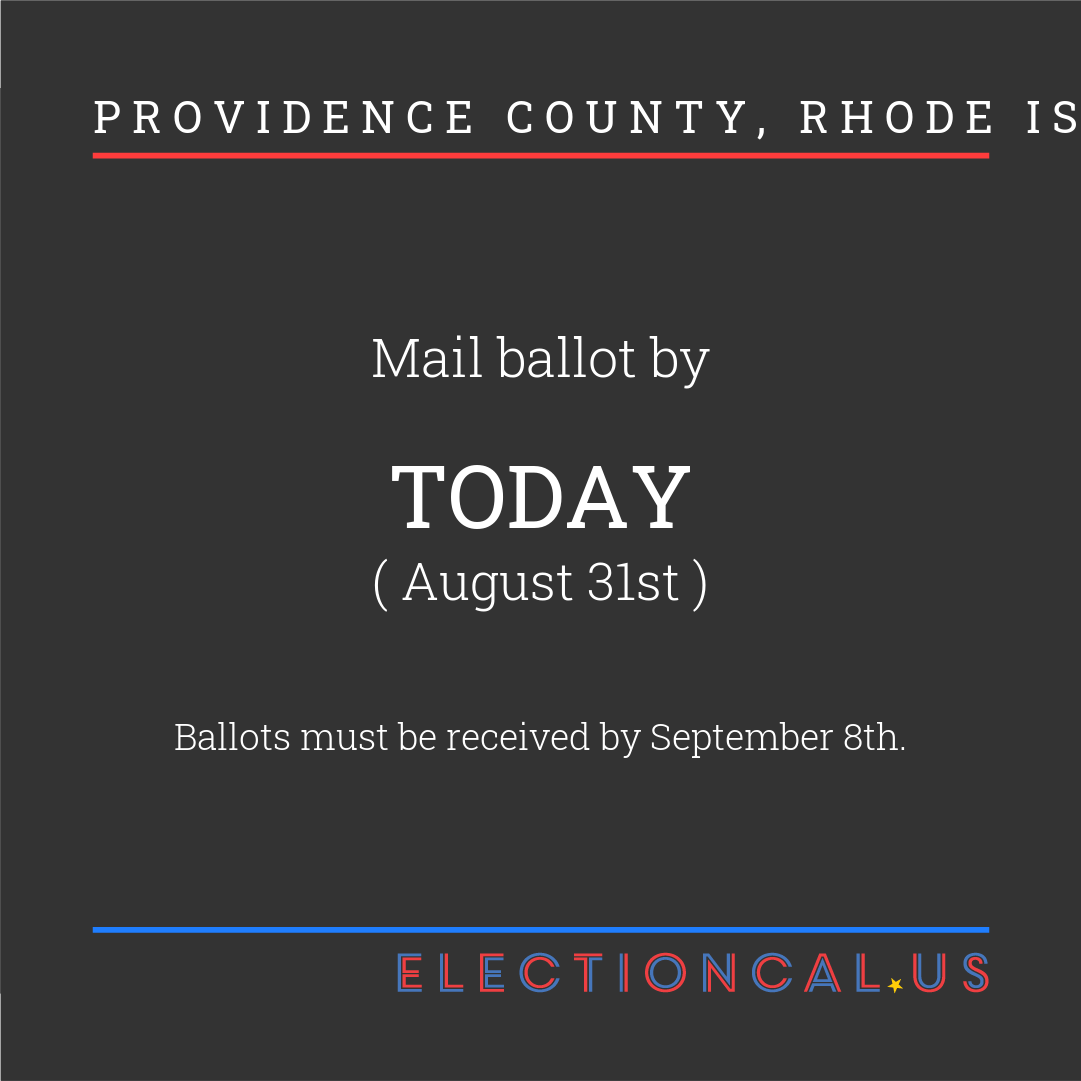 PROVIDENCE COUNTY, RHODE IS
Mail ballot by
TODAY
( August 31st )
Ballots must be received by September 8th.
ELECTIONCAL.US